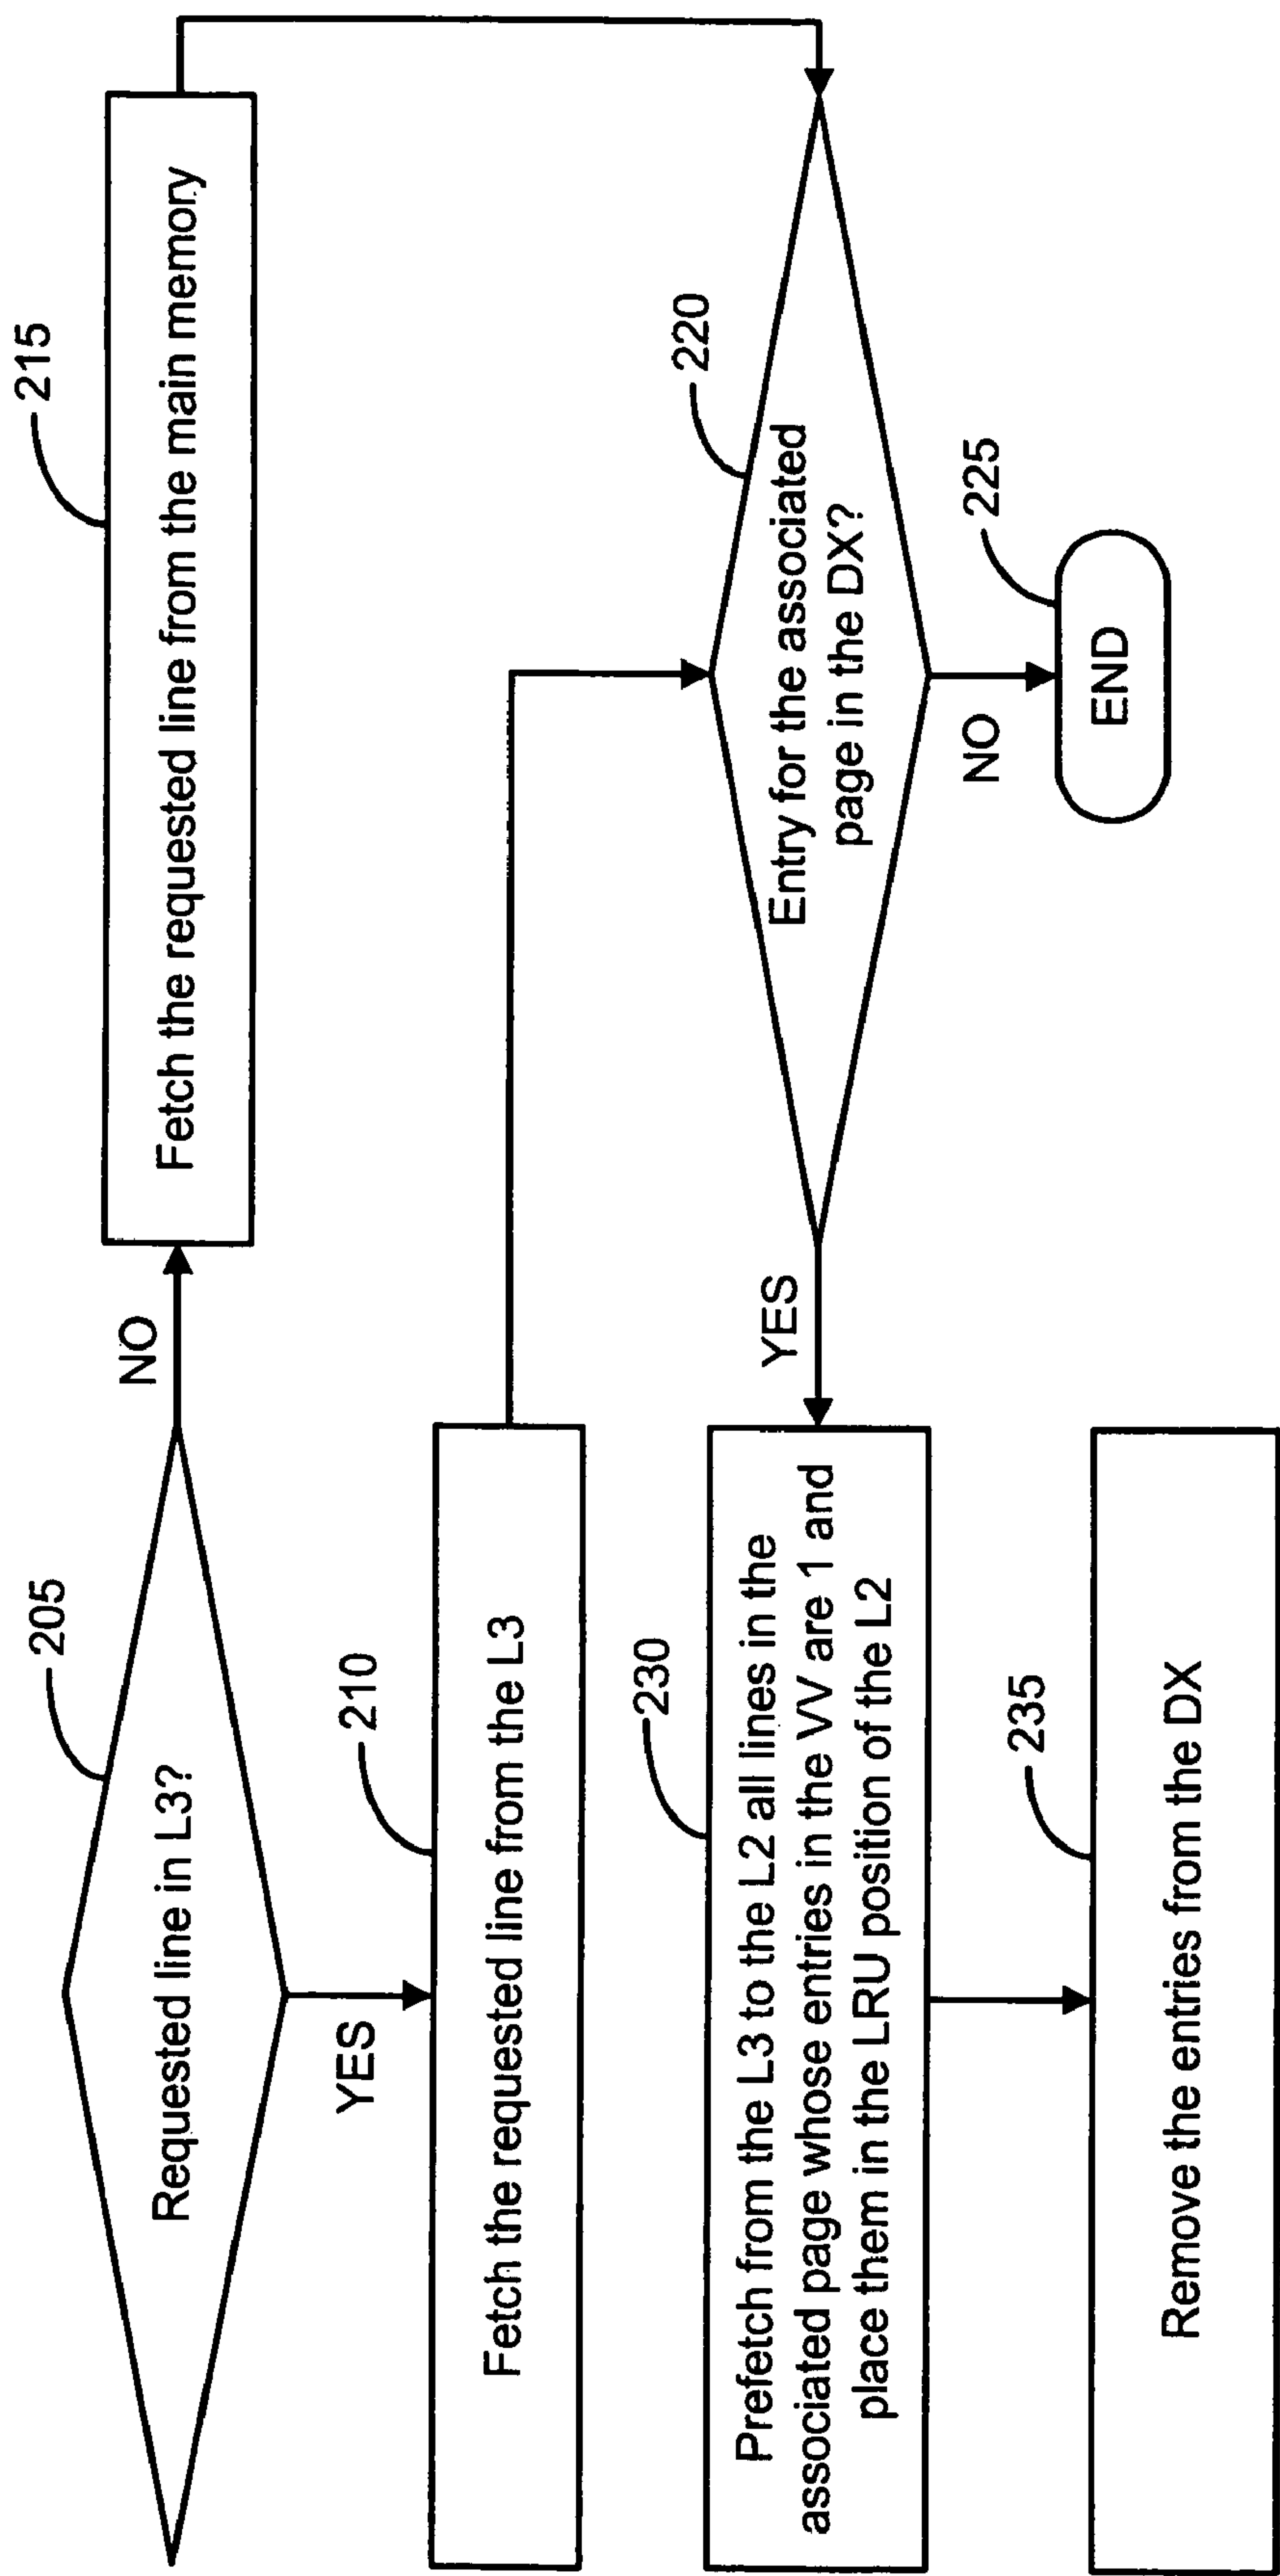 205
Requested line in L3?
NO
215
Fetch the requested line from the main memory
YES
210
Fetch the requested line from the L3
220
Entry for the associated
page in the DX?
NO
225
END
YES
230
Prefetch from the L3 to the L2 all lines in the
associated page whose entries in the VV are 1 and
place them in the LRU position of the L2
235
Remove the entries from the DX